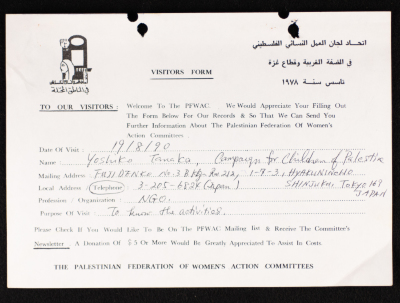 اتحاد لجان العمل النسائي الفلسطيني
في الضفة الغربية وقطاع غزة
تأسس سنة ١٩٧٨
VISITORS FORM
TO OUR VISITORS : Welcome To The PFWAC We Would Appreciate Your Filling Out
The Form Below For Our Records & So That We Can Send You
Further Information About The Palestinian Federation Of Women's
Action Committees .
Date Of Visit : 19/8/90
Name : Yoshiko Tanaka, Campaign for Children of Palestine
Mailing Address : FUJI DENKO No.3 Bldg. 1-9-3, HYAKUNINCHO
Local Address (Telephone) 3-205-6828 (Japan) SHINJUKU, TOKYO 169
JAPAN
Profession / Organization : NGO.
Purpose Of Visit : To know the activities.
Please Check If You Would Like To Be On The PFWAC Mailing list & Receive The Committee's
Newsletter A Donation Of $ 5 Or More Would Be Greatly Appreciated To Assist In Costs.
THE PALESTINIAN FEDERATION OF WOMEN'S ACTION COMMITTEES